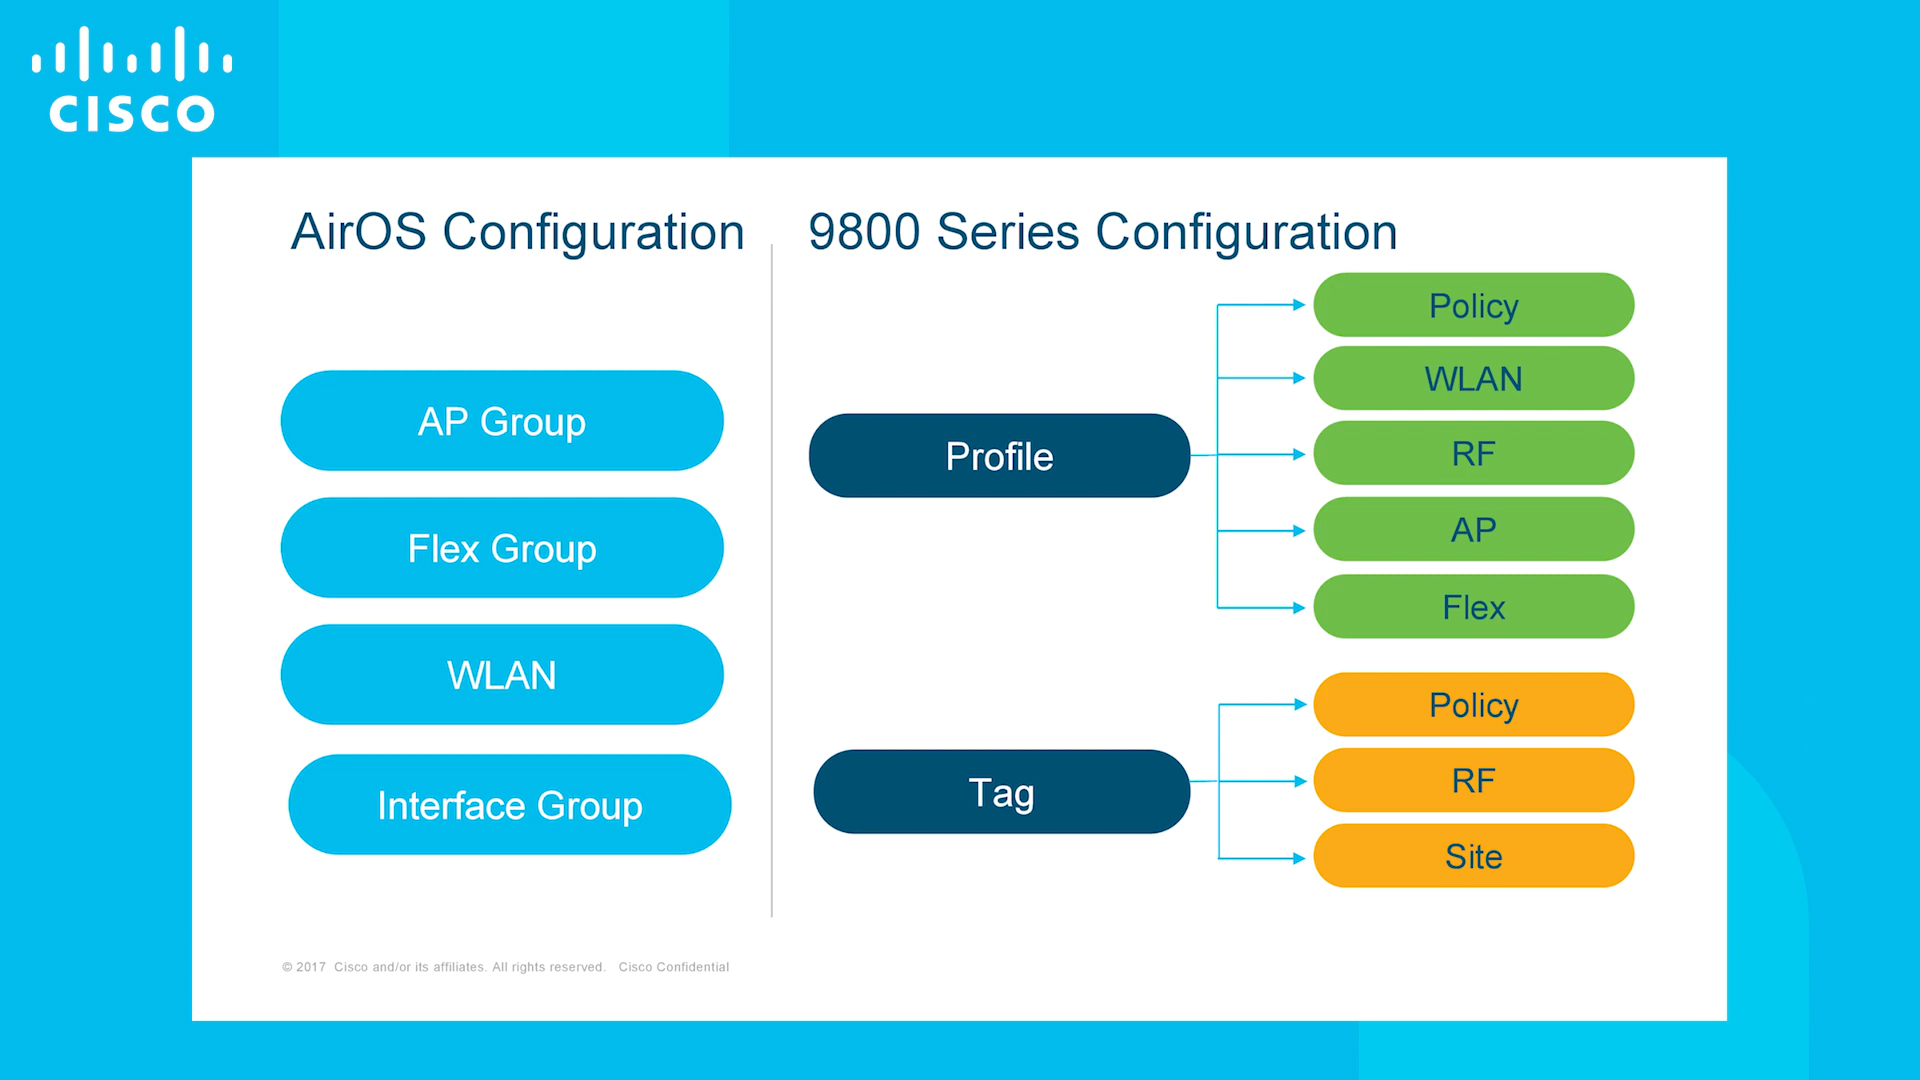 CISCO
AirOS Configuration
AP Group
Flex Group
WLAN
Interface Group
9800 Series Configuration
Profile
Policy
WLAN
RF
AP
Flex
Tag
Policy
RF
Site
© 2017 Cisco and/or its affiliates. All rights reserved. Cisco Confidential